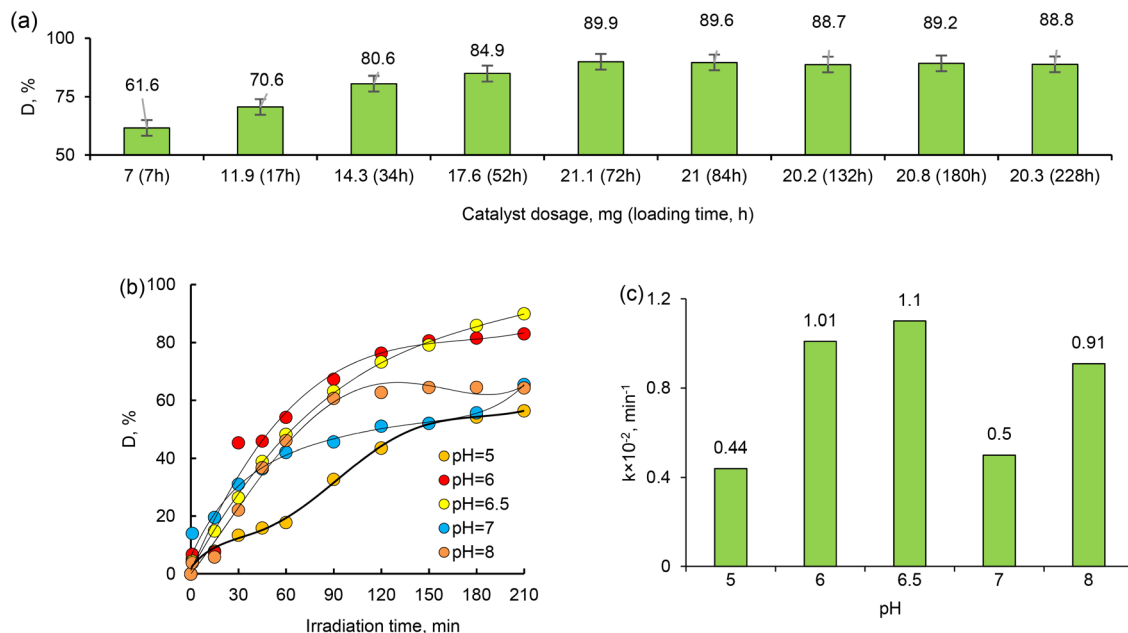 (a)
D, %
100
75
50
61.6
70.6
80.6
84.9
89.9
89.6
88.7
89.2
88.8
7 (7h)
11.9 (17h)
14.3 (34h)
17.6 (52h)
21.1 (72h)
21 (84h)
20.2 (132h)
20.8 (180h)
20.3 (228h)
Catalyst dosage, mg (loading time, h)
(b)
D, %
100
80
60
40
20
0
pH=5
pH=6
pH=6.5
pH=7
pH=8
0
30
60
90
120
150
180
210
Irradiation time, min
(c)
k×10⁻², min⁻¹
1.2
0.8
0.4
0
0.44
1.01
1.1
0.5
0.91
5
6
6.5
7
8
pH